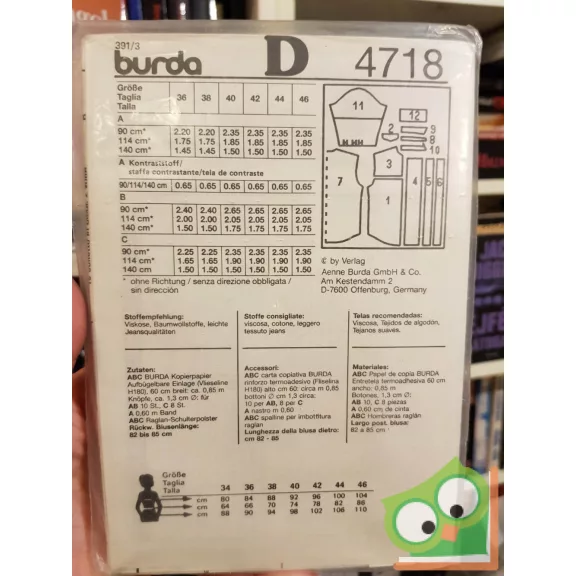 391/3
burda D 4718
Größe
Taglia 36 38 40 42 44 46
Talla
A
90 cm* 2.20 2.20 2.35 2.35 2.35 2.35
114 cm* 1.75 1.75 1.85 1.85 1.85 1.85
140 cm* 1.45 1.45 1.50 1.50 1.50 1.50
A Kontraststoff/
stoffa contrastante/tela de contraste
90/114/140 cm 0.65 0.65 0.65 0.65 0.65 0.65
B
90 cm* 2.40 2.40 2.65 2.65 2.65 2.65
114 cm* 2.00 2.00 2.05 2.05 2.05 2.05
140 cm* 1.50 1.50 1.75 1.75 1.75 1.75
C
90 cm* 2.25 2.25 2.35 2.35 2.35 2.35
114 cm* 1.65 1.65 1.90 1.90 1.90 1.90
140 cm 1.50 1.50 1.50 1.50 1.50 1.50
* ohne Richtung / senza direzione obbligata /
sin dirección
11
12
2
9
8
10
3
7
1
4
5
6
© by Verlag
Aenne Burda GmbH & Co.
Am Kestendamm 2
D-7600 Offenburg, Germany
Stoffempfehlung:
Viskose, Baumwollstoffe, leichte
Jeansqualitäten
Stoffe consigliate:
viscosa, cotone, leggero
tessuto jeans
Telas recomendadas:
Viscosa, Tejidos de algodón,
Tejanos suaves.
Zutaten:
ABC BURDA Kopierpapier
Aufbügelbare Einlage (Vlieseline
H180), 60 cm breit: ca. 0,85 m
Knöpfe, ca. 1,3 cm Ø: für
AB 10 St., C 8 St.
A 0,60 m Band
ABC Raglan-Schulterpolster
Rückw. Blusenlänge:
82 bis 85 cm
Accessori:
ABC carta copiativa BURDA
rinforzo termoadesivo (Fliselina
H180) alto cm 60: circa m 0,85
bottoni Ø cm 1,3 circa:
10 per AB, 8 per C
A nastro m 0,60
ABC spalline per imbottitura
raglan
Lunghezza della blusa dietro:
cm 82 - 85
Materiales:
ABC Papel de copia BURDA
Entretela termoadhesiva 60 cm
ancho: 0,85 m
Botones, 1,3 cm Ø:
AB 10, C 8 piezas
A 0,60 cm de cinta
ABC Hombreras raglán
Largo post. blusa:
82 a 85 cm
Größe
Taglia 34 36 38 40 42 44 46
Talla
cm 80 84 88 92 96 100 104
cm 64 66 70 74 78 82 86
cm 88 90 94 98 102 106 110